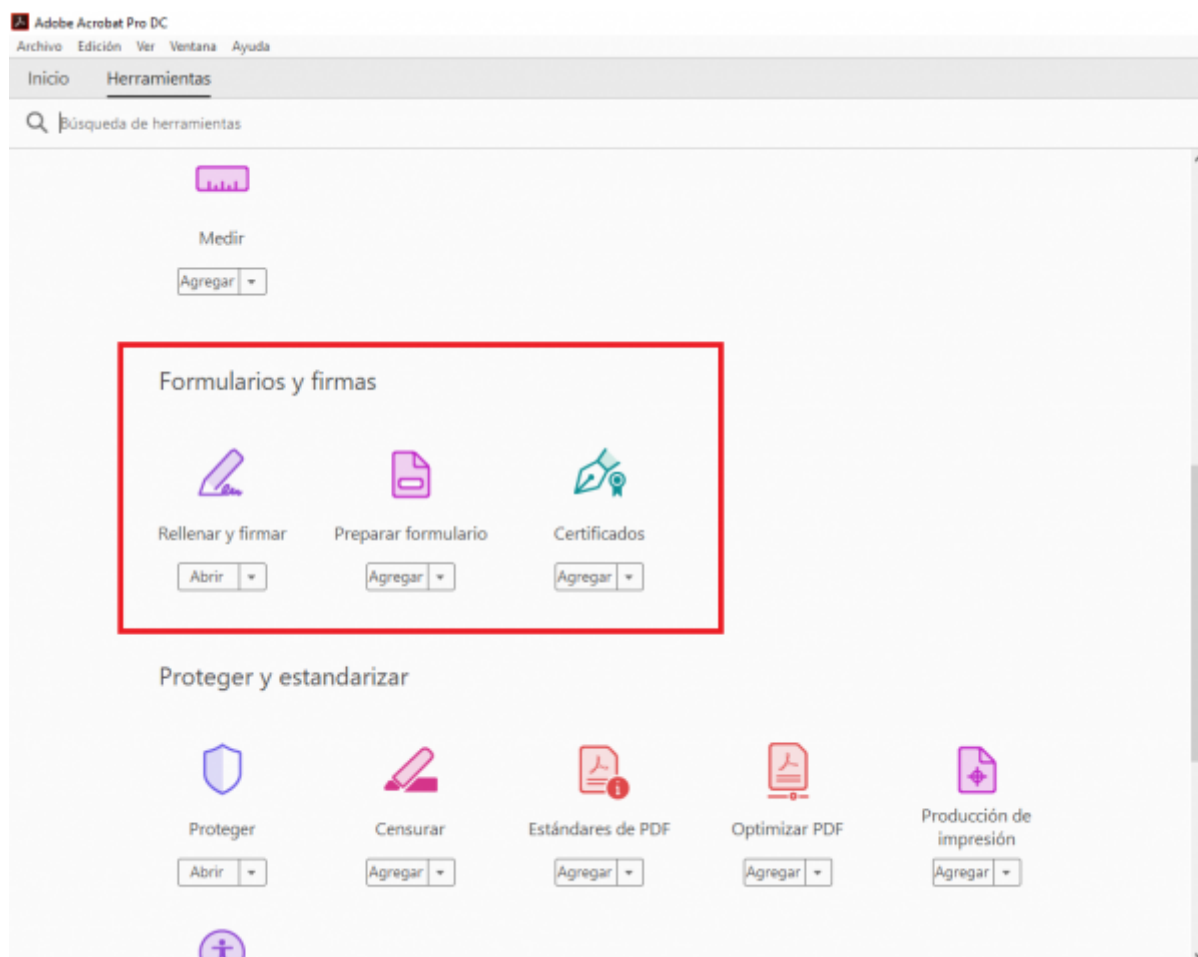 Adobe Acrobat Pro DC
Archivo Edición Ver Ventana Ayuda
Inicio Herramientas
Búsqueda de herramientas
Medir
Agregar
Formularios y firmas
Rellenar y firmar Preparar formulario Certificados
Abrir Agregar Agregar
Proteger y estandarizar
Proteger Censurar Estándares de PDF Optimizar PDF Producción de
impresión
Abrir Agregar Agregar Agregar Agregar